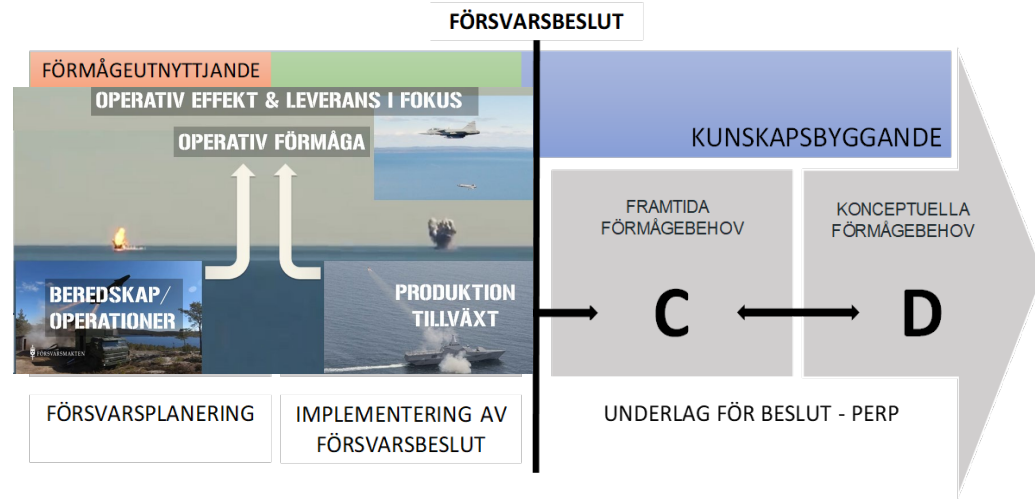 FÖRSVARSBESLUT
FÖRMÅGEUTNYTTJANDE
OPERATIV EFFEKT & LEVERANS I FOKUS
OPERATIV FÖRMÅGA
KUNSKAPSBYGGANDE
FRAMTIDA
FÖRMÅGEBEHOV
KONCEPTUELLA
FÖRMÅGEBEHOV
BEREDSKAP/
OPERATIONER
PRODUKTION
TILLVÄXT
C
D
FÖRSVARSMAKTEN
FÖRSVARSPLANERING
IMPLEMENTERING AV
FÖRSVARSBESLUT
UNDERLAG FÖR BESLUT - PERP